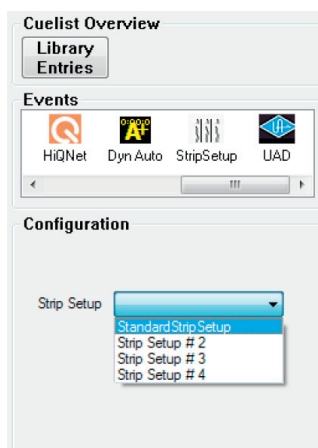 Cuelist Overview
Library
Entries
Events
HiQNet Dyn Auto StripSetup UAD
Configuration
Strip Setup
StandardStripSetup
Strip Setup # 2
Strip Setup # 3
Strip Setup # 4